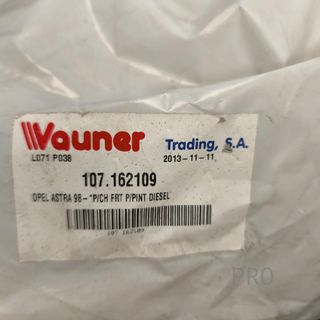 Vauner Trading, S.A.
L071 P038 2013-11-11
107.162109
OPEL ASTRA 98-"P/CH FRT P/PINT DIESEL"
107.162109
PRO